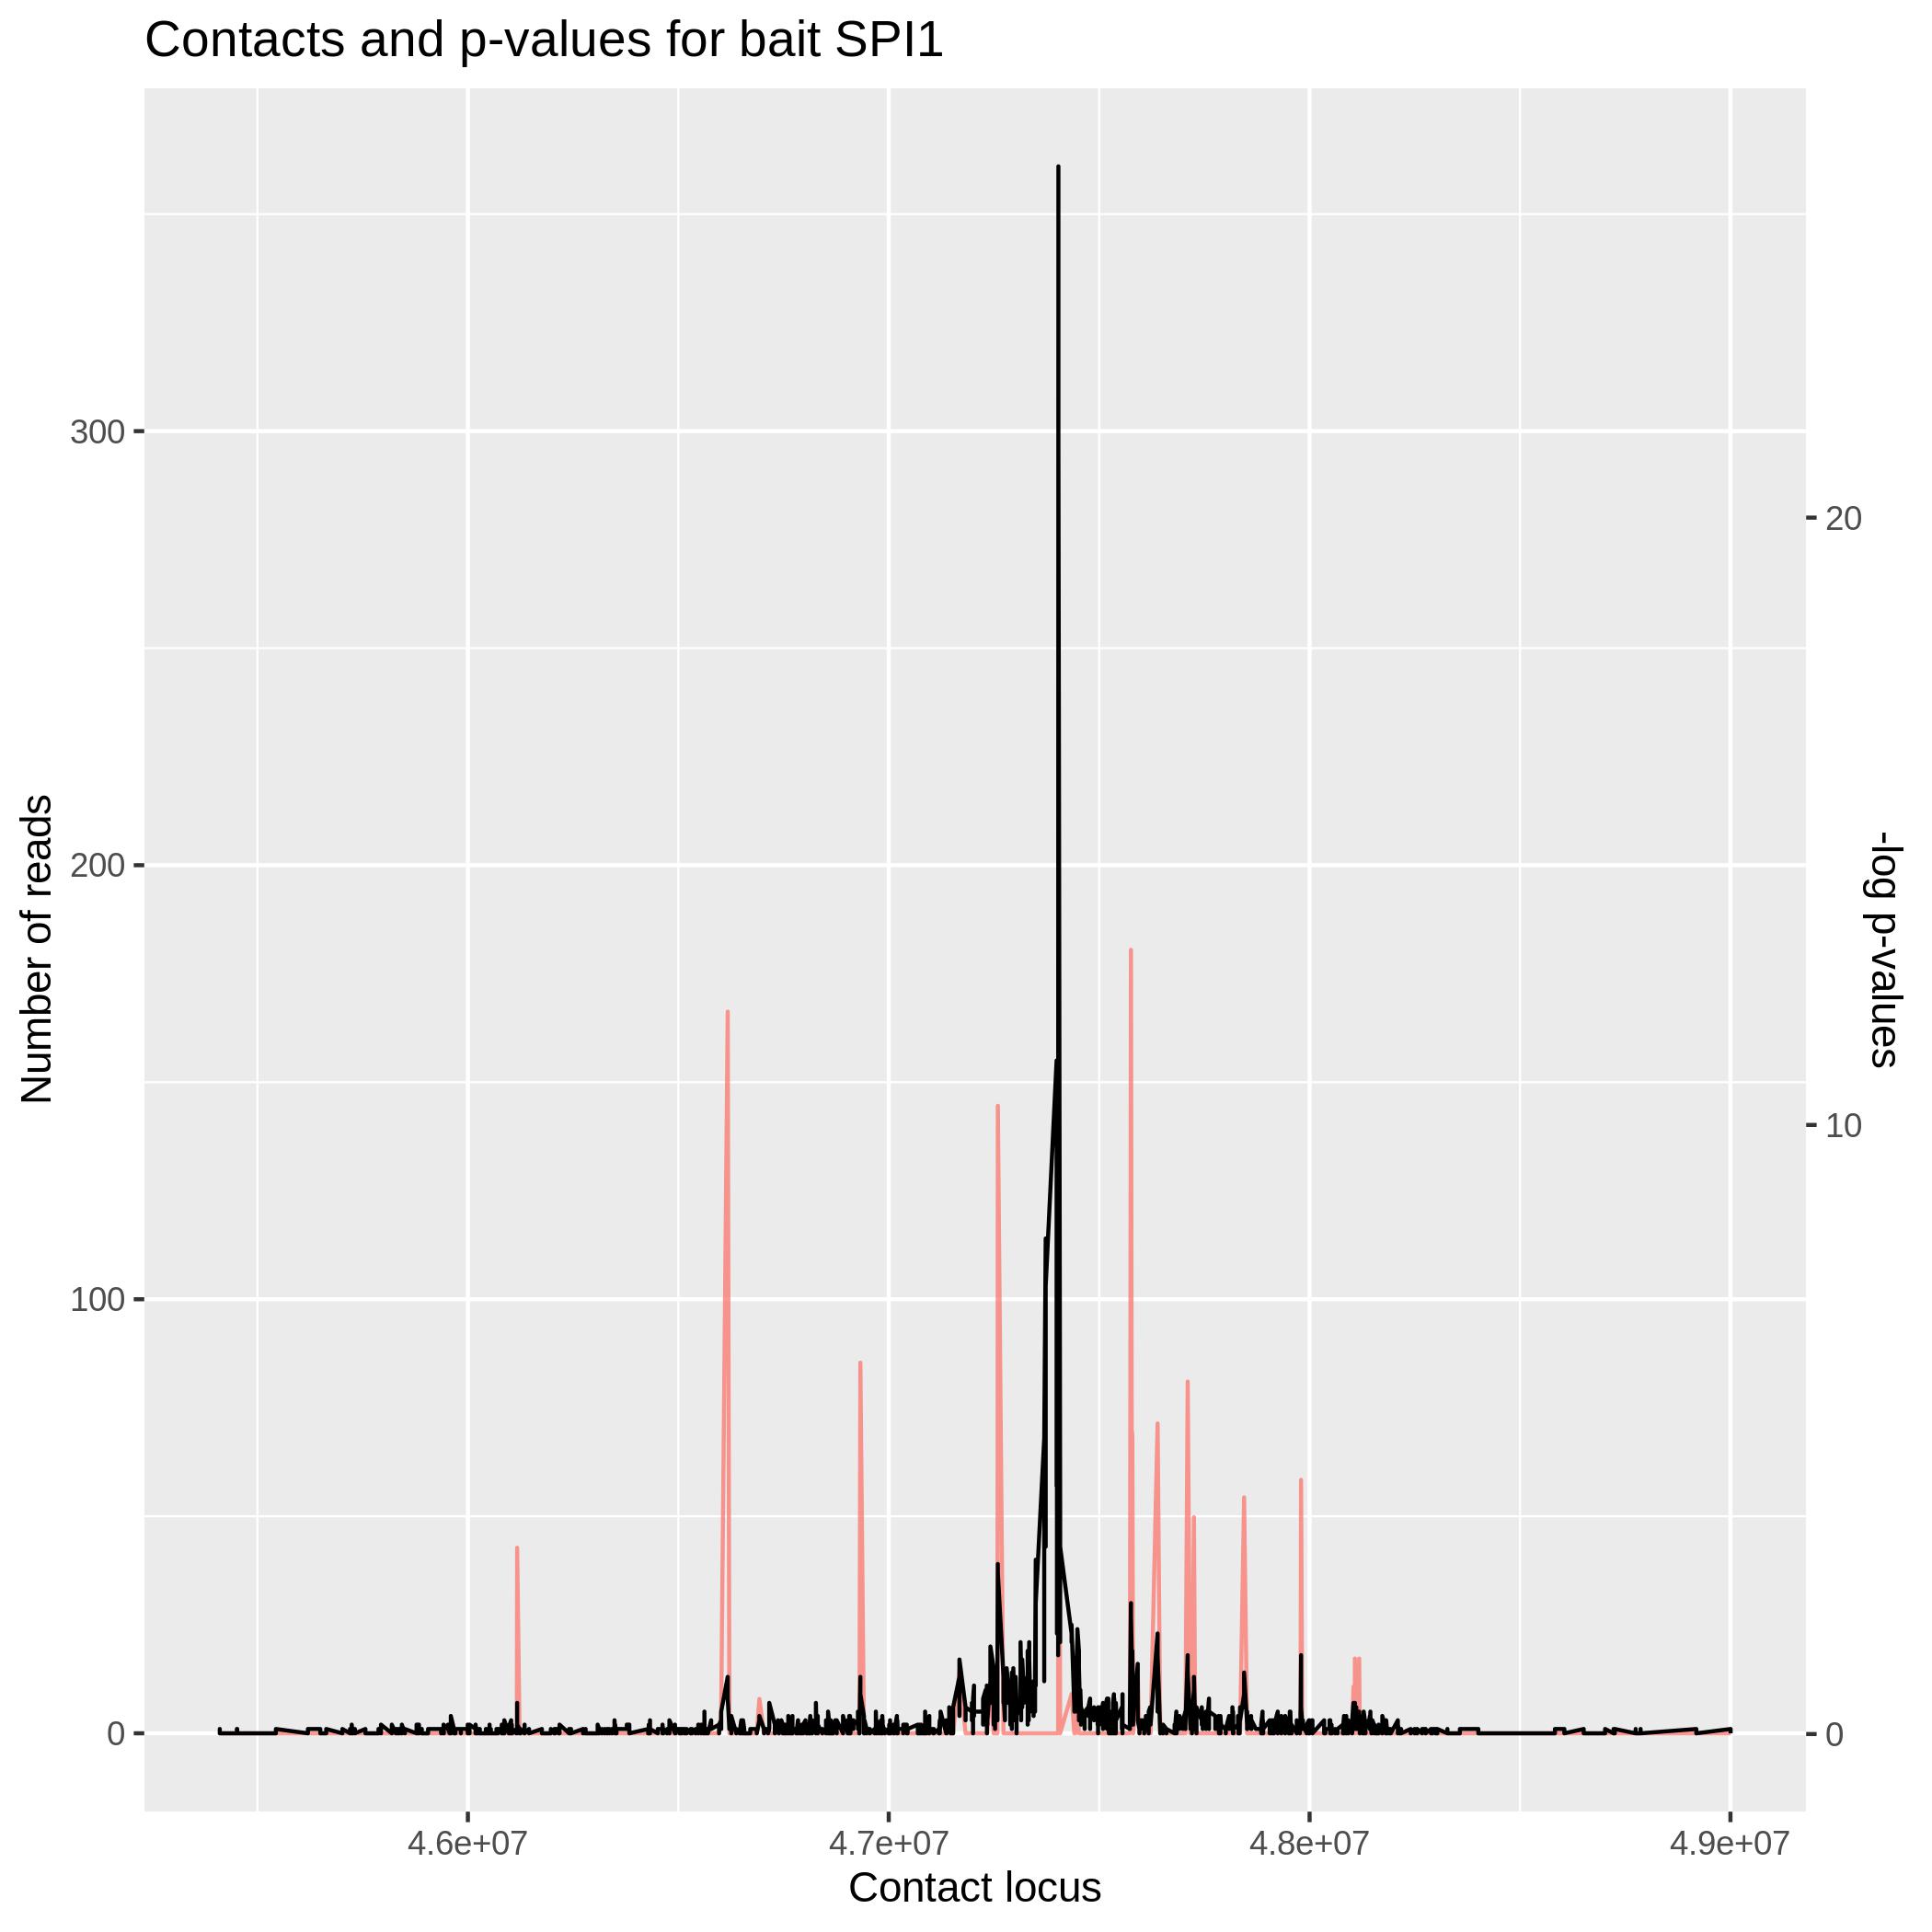 Contacts and p-values for bait SPI1
Number of reads
300
200
100
0
20
10
0
-log p-values
4.6e+07
4.7e+07
4.8e+07
4.9e+07
Contact locus